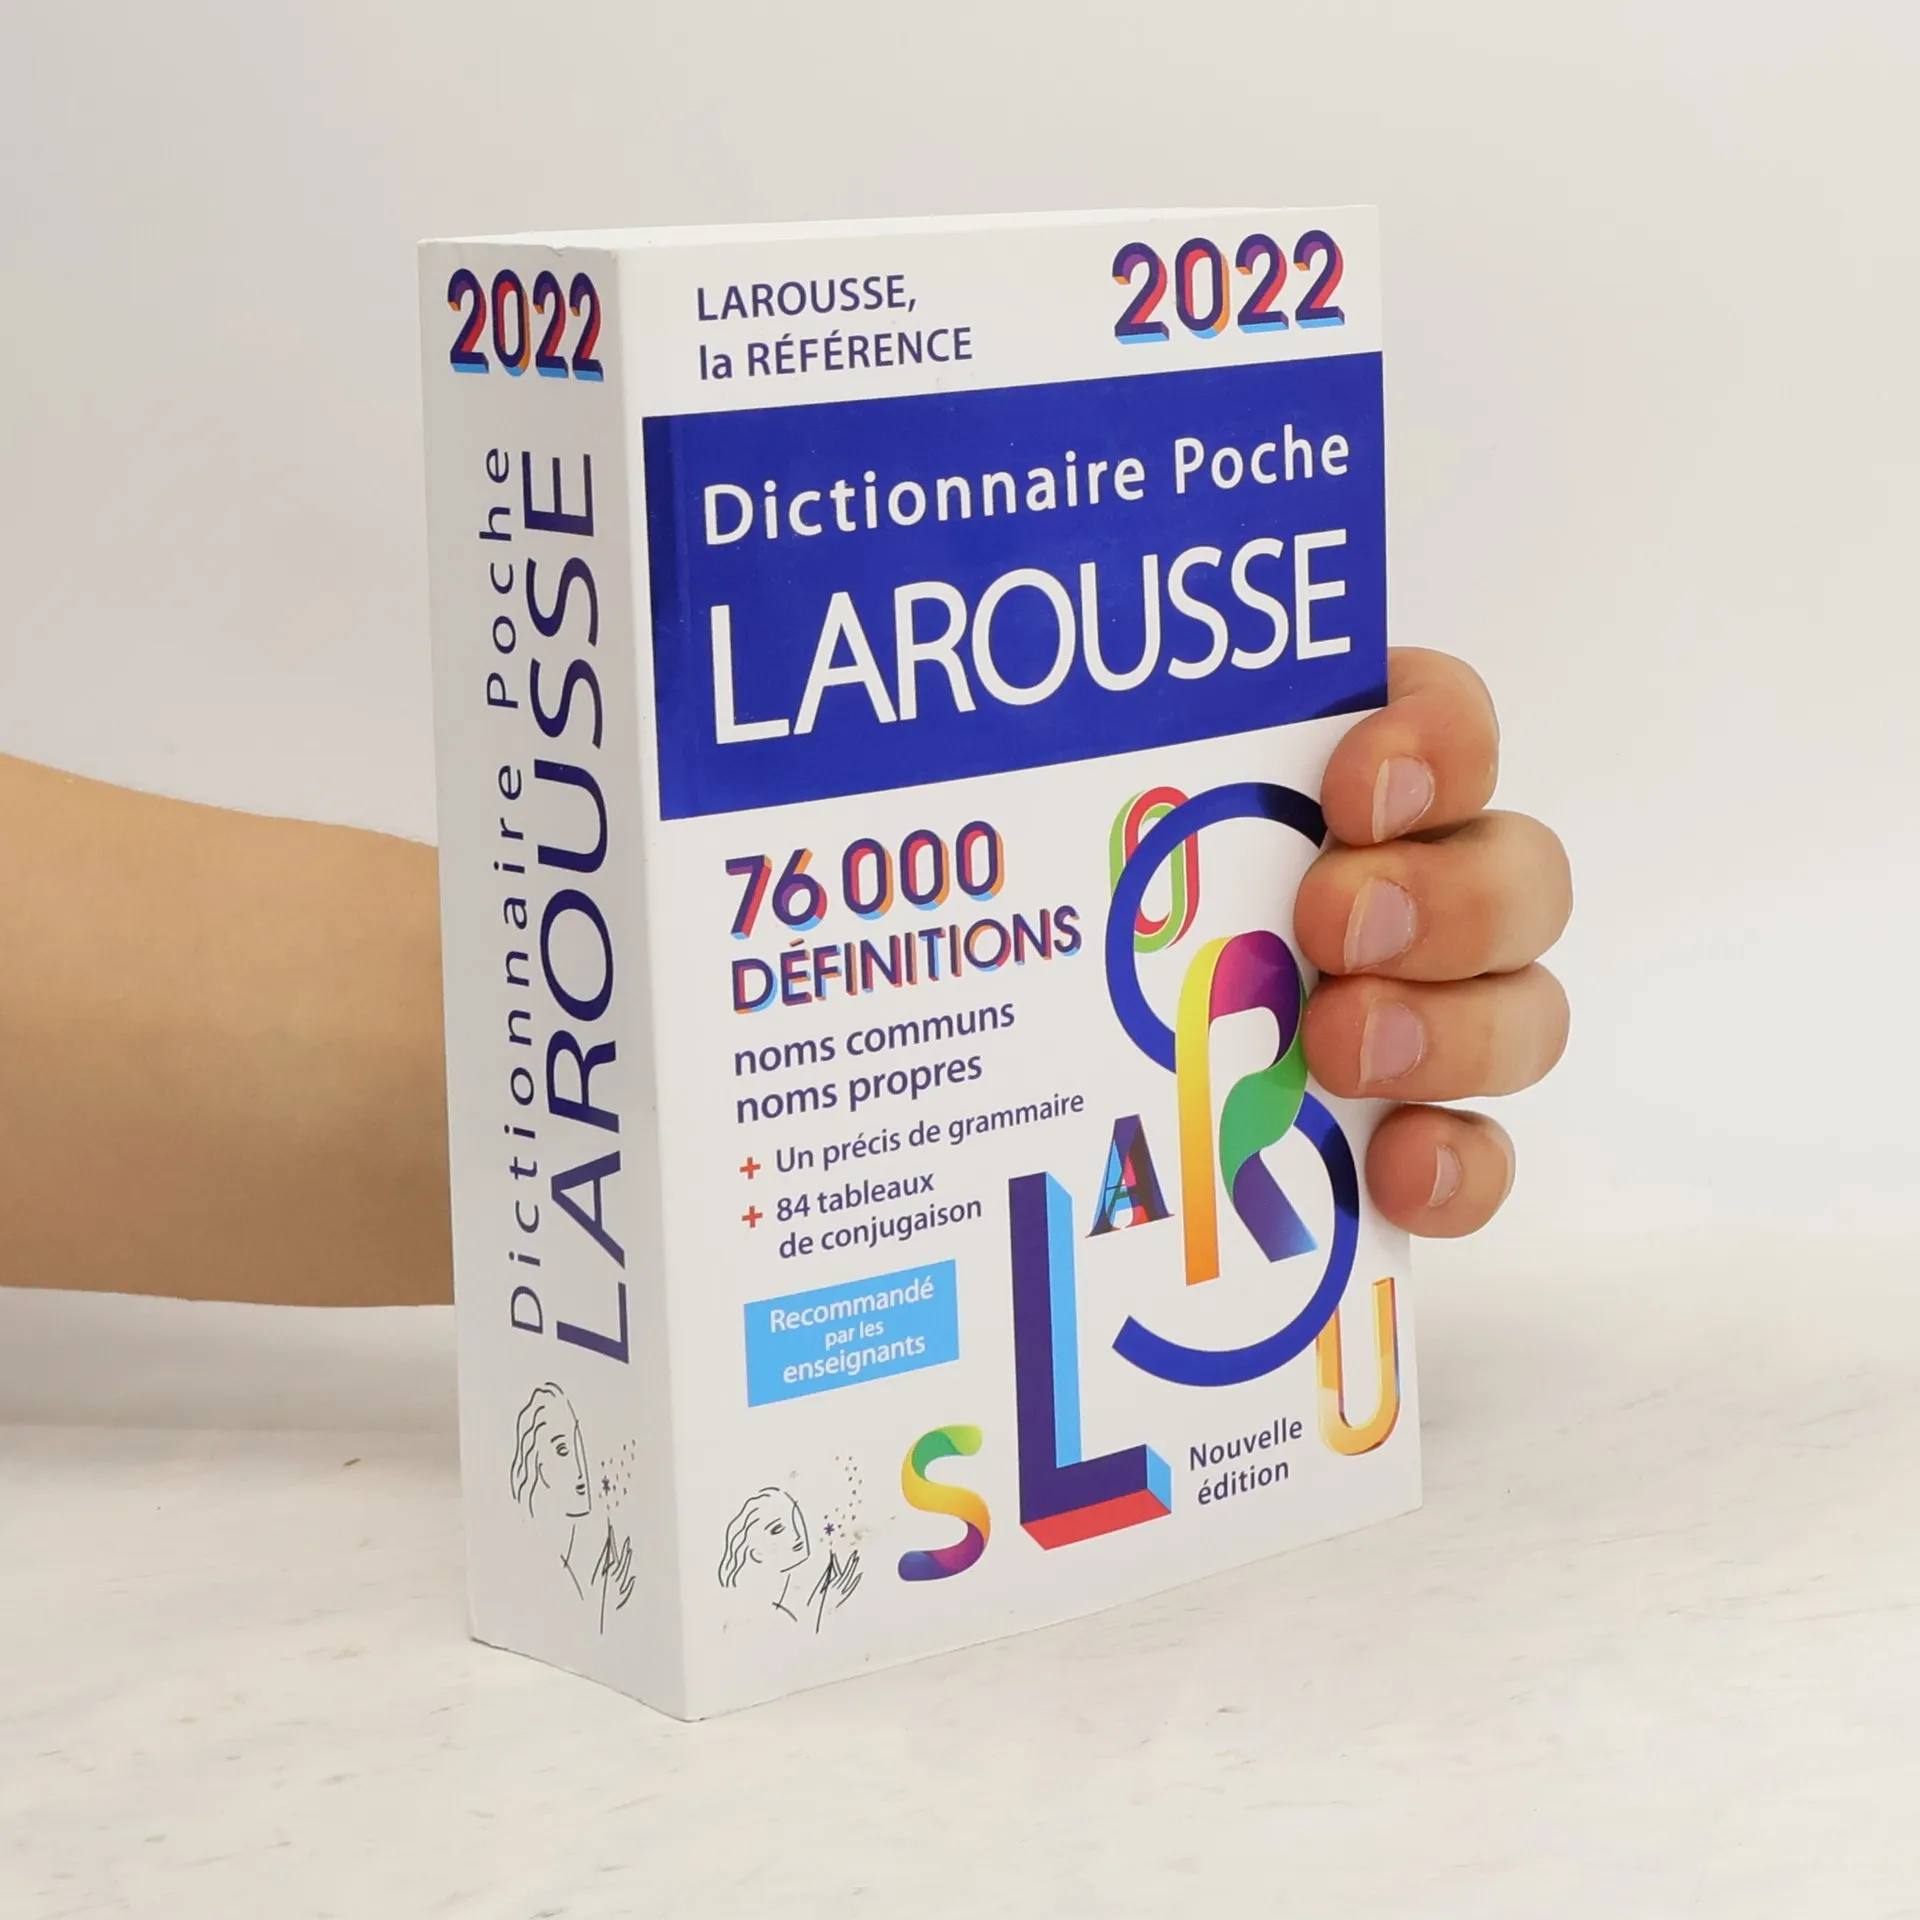 2022
Dictionnaire Poche
LAROUSSE
LAROUSSE,
la RÉFÉRENCE
2022
Dictionnaire Poche
LAROUSSE
76 000
DÉFINITIONS
noms communs
noms propres
+ Un précis de grammaire
+ 84 tableaux
de conjugaison
Recommandé
par les
enseignants
O
S
R
A
L
U
S
Nouvelle
édition